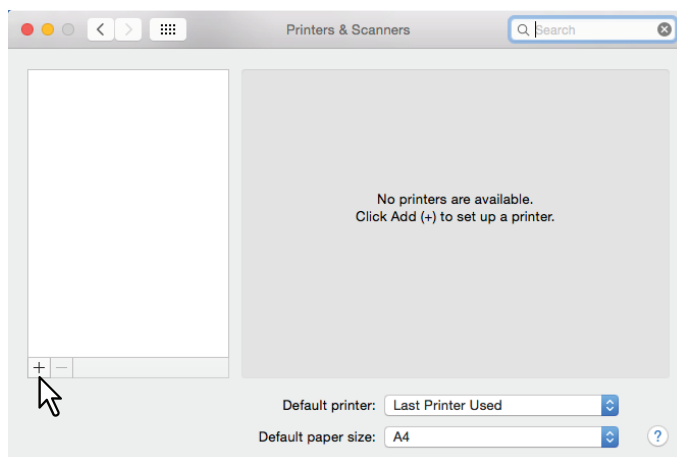 Printers & Scanners
Search
No printers are available.
Click Add (+) to set up a printer.
+ −
Default printer: Last Printer Used
Default paper size: A4
?